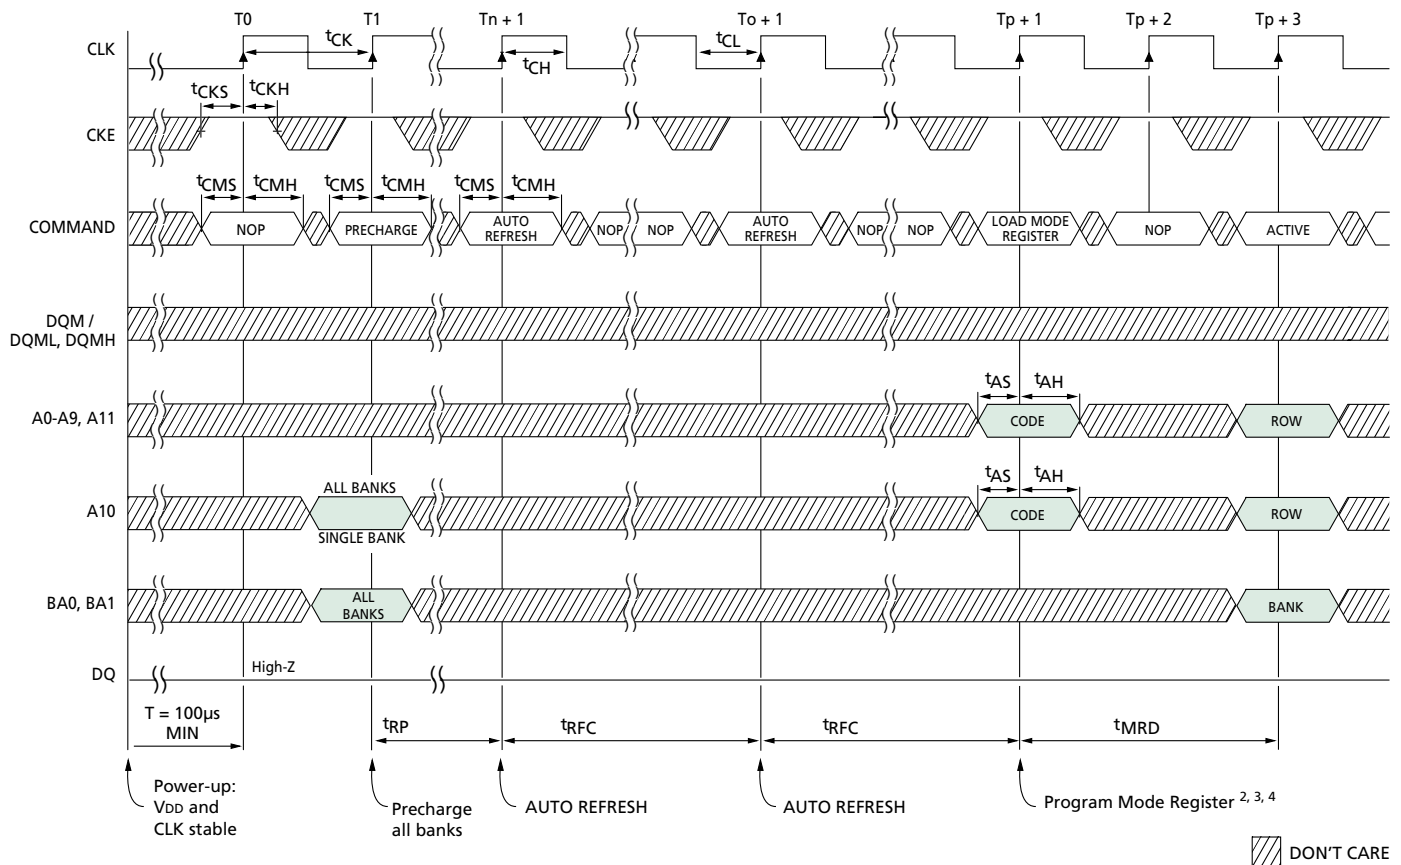 T0 T1 Tn + 1 To + 1 Tp + 1 Tp + 2 Tp + 3
CLK
tCK
tCH
tCL
tCKS tCKH
CKE
tCMS tCMH tCMS tCMH tCMS tCMH
COMMAND
NOP
PRECHARGE
AUTO
REFRESH
NOP
NOP
AUTO
REFRESH
NOP
NOP
LOAD MODE
REGISTER
NOP
ACTIVE
DQM /
DQML, DQMH
tAS tAH
A0-A9, A11
CODE
ROW
ALL BANKS
tAS tAH
A10
CODE
ROW
SINGLE BANK
BA0, BA1
ALL
BANKS
BANK
DQ
High-Z
T = 100µs
MIN
tRP
tRFC
tRFC
tMRD
Power-up:
VDD and
CLK stable
Precharge
all banks
AUTO REFRESH
AUTO REFRESH
Program Mode Register 2, 3, 4
DON'T CARE